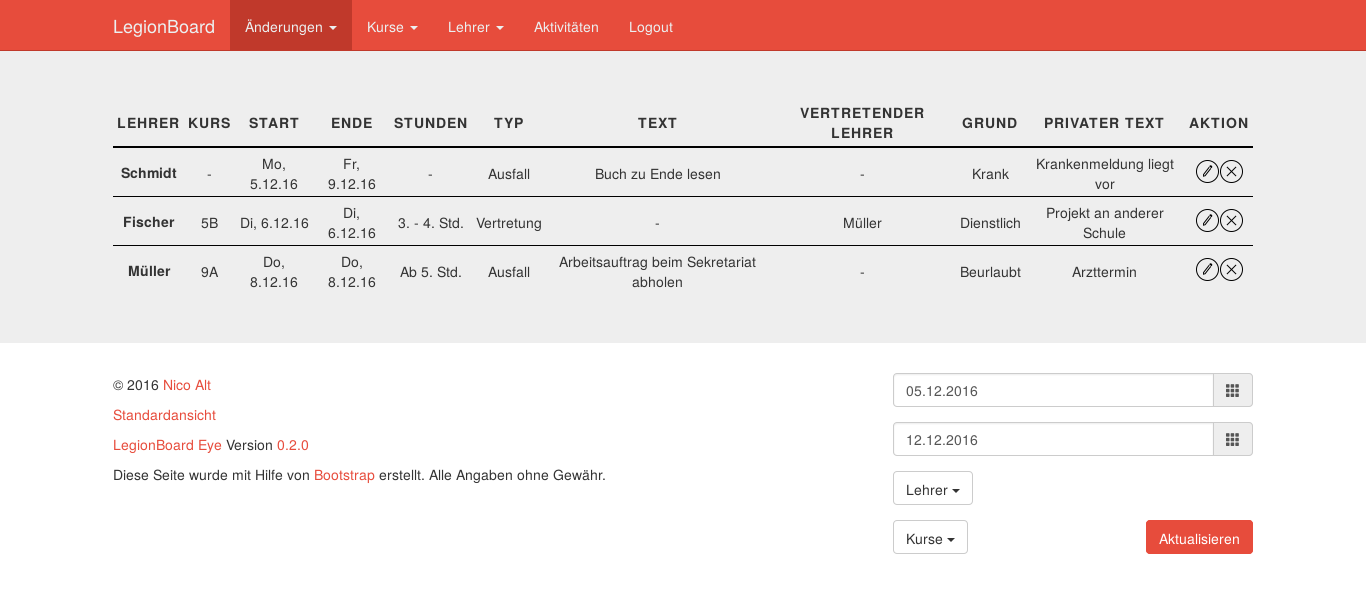 LegionBoard Änderungen Kurse Lehrer Aktivitäten Logout
LEHRER KURS START ENDE STUNDEN TYP TEXT VERTRETENDER LEHRER GRUND PRIVATER TEXT AKTION
Schmidt - Mo, 5.12.16 Fr, 9.12.16 - Ausfall Buch zu Ende lesen - Krank Krankenmeldung liegt vor
Fischer 5B Di, 6.12.16 Di, 6.12.16 3. - 4. Std. Vertretung - Müller Dienstlich Projekt an anderer Schule
Müller 9A Do, 8.12.16 Do, 8.12.16 Ab 5. Std. Ausfall Arbeitsauftrag beim Sekretariat abholen - Beurlaubt Arzttermin
© 2016 Nico Alt
Standardansicht
LegionBoard Eye Version 0.2.0
Diese Seite wurde mit Hilfe von Bootstrap erstellt. Alle Angaben ohne Gewähr.
05.12.2016
12.12.2016
Lehrer
Kurse Aktualisieren